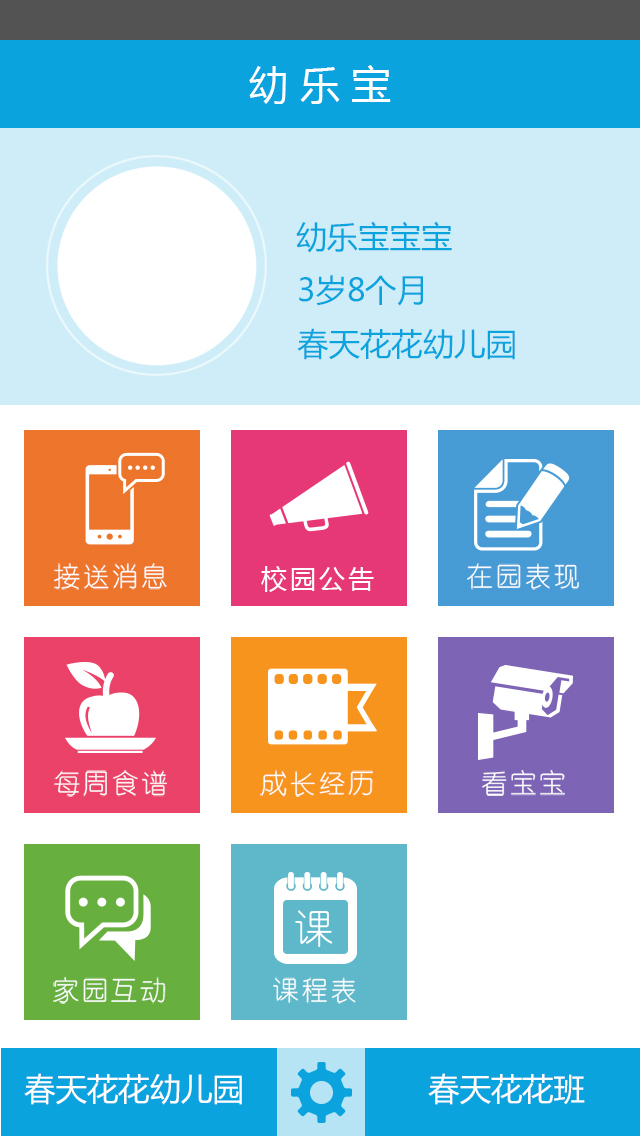 幼乐宝
幼乐宝宝宝
3岁8个月
春天花花幼儿园
接送消息
校园公告
在园表现
每周食谱
成长经历
看宝宝
课
家园互动
课程表
春天花花幼儿园
春天花花班